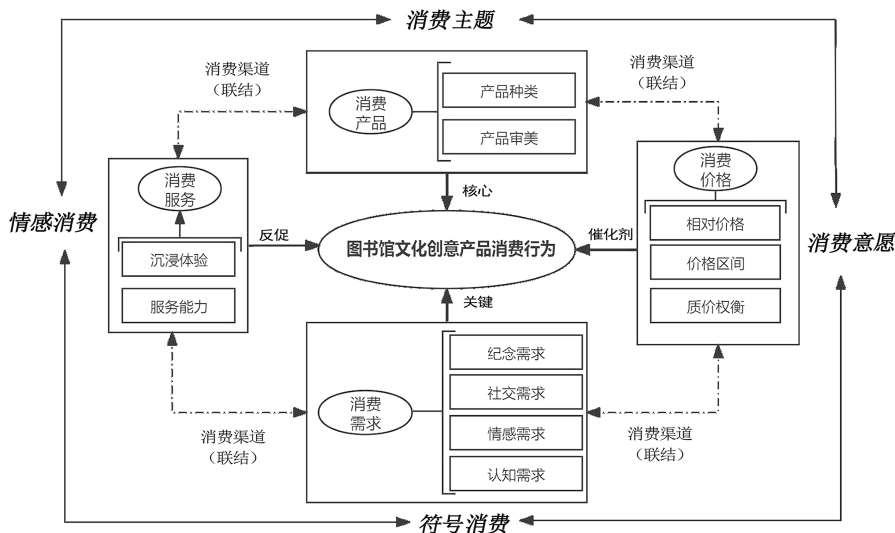 消费主题
消费渠道
（联结）
消费渠道
（联结）
消费
产品
产品种类
产品审美
消费
服务
沉浸体验
服务能力
消费
价格
相对价格
价格区间
质价权衡
核心
情感消费
反促
图书馆文化创意产品消费行为
催化剂
消费意愿
关键
消费
需求
纪念需求
社交需求
情感需求
认知需求
消费渠道
（联结）
消费渠道
（联结）
符号消费